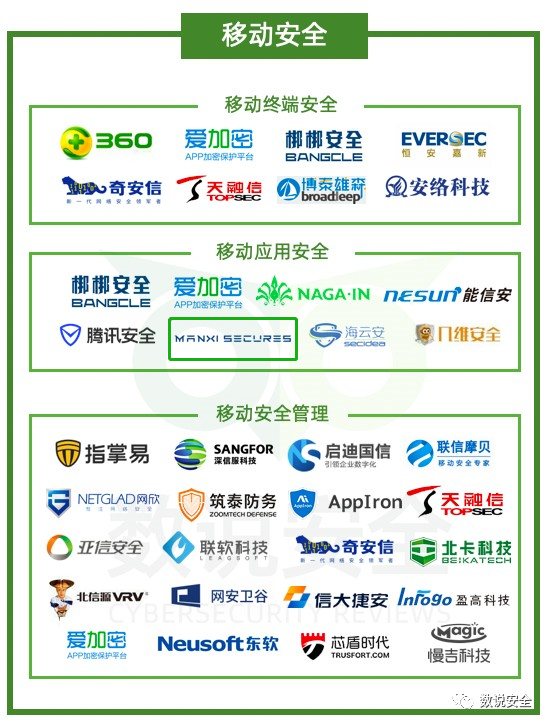 移动安全
移动终端安全
360
爱加密
APP加密保护平台
梆梆安全
BANGCLE
EVERSEC
恒安嘉新
奇安信
新一代网络安全领军者
天融信
TOPSEC
博泰雄森
broadleep
安络科技
移动应用安全
梆梆安全
BANGCLE
爱加密
APP加密保护平台
NAGA·IN
nesun 能信安
腾讯安全
MANXI SECURES
海云安
secidea
几维安全
移动安全管理
指掌易
SANGFOR
深信服科技
启迪国信
引领企业数字化
联信摩贝
移动安全专家
NETGLAD 网欣
筑泰防务
ZOOMTECH DEFENSE
AppIron
AppIron
天融信
TOPSEC
亚信安全
联软科技
LEAGSOFT
奇安信
新一代网络安全领军者
北卡科技
BEIKATECH
北信源 VRV
网安卫谷
信大捷安
Infogo 盈高科技
爱加密
APP加密保护平台
Neusoft 东软
芯盾时代
TRUSFORT.COM
Magic
慢吉科技
数说安全
CYBERSECURITY REVIEWS
数说安全